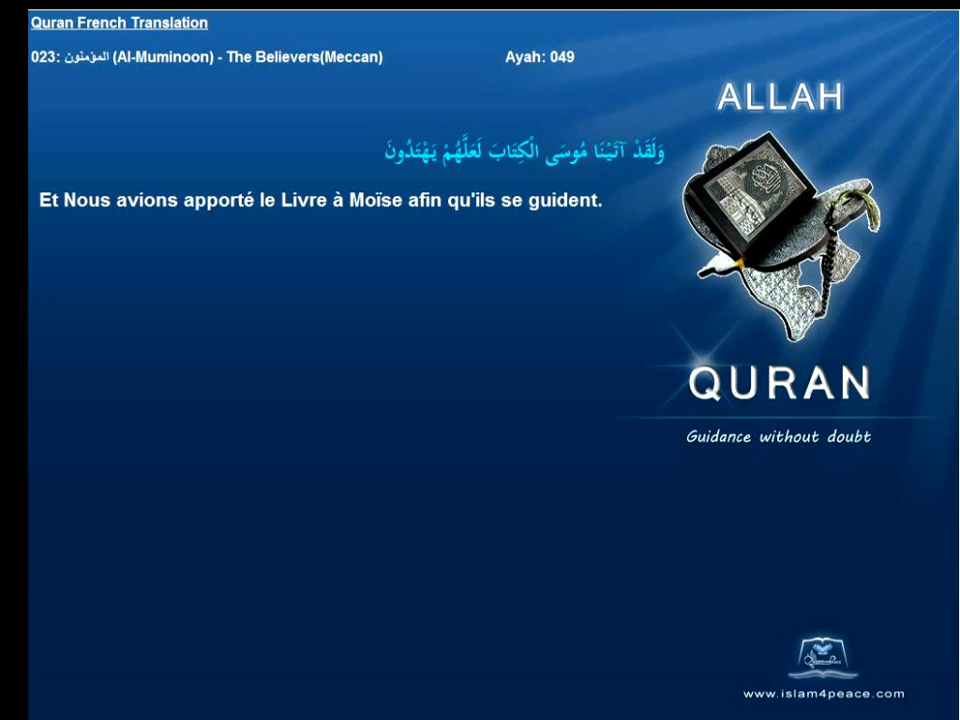 Quran French Translation
023: المؤمنون (Al-Muminoon) - The Believers(Meccan) Ayah: 049
ALLAH
وَلَقَدْ آتَيْنَا مُوسَى الْكِتَابَ لَعَلَّهُمْ يَهْتَدُونَ
Et Nous avions apporté le Livre à Moïse afin qu'ils se guident.
QURAN
Guidance without doubt
www.islam4peace.com